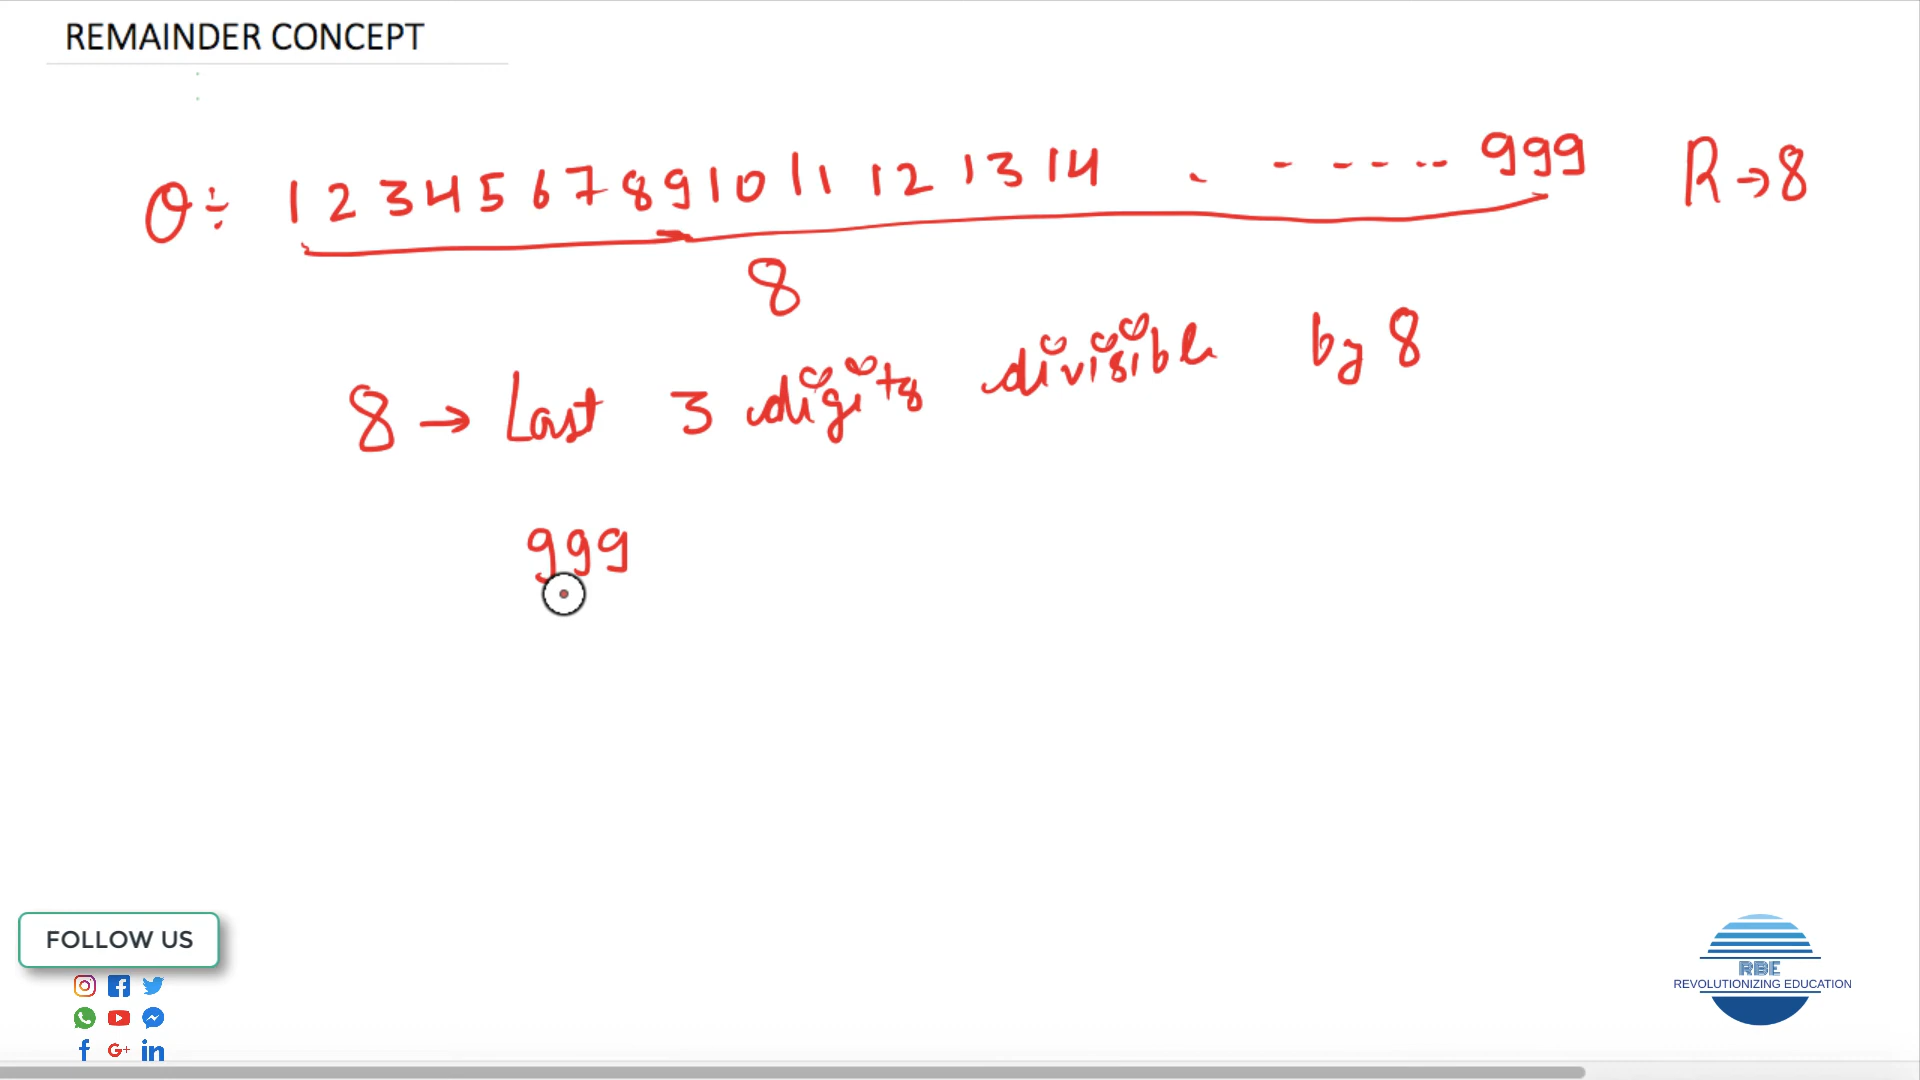 REMAINDER CONCEPT
Q÷ 1 2 3 4 5 6 7 8 9 10 11 12 13 14 . - - - - - -- 999 R→8
8
8 → Last 3 digits divisible by 8
999
FOLLOW US
RBE
REVOLUTIONIZING EDUCATION